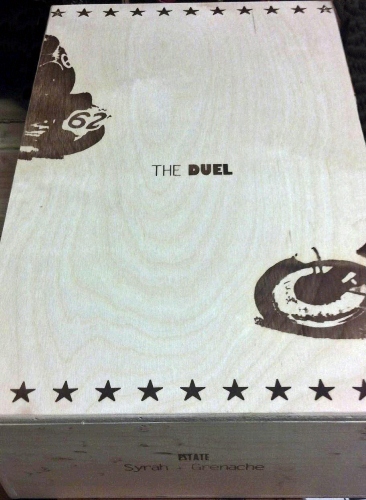 62
THE DUEL
ESTATE
Syrah + Grenache